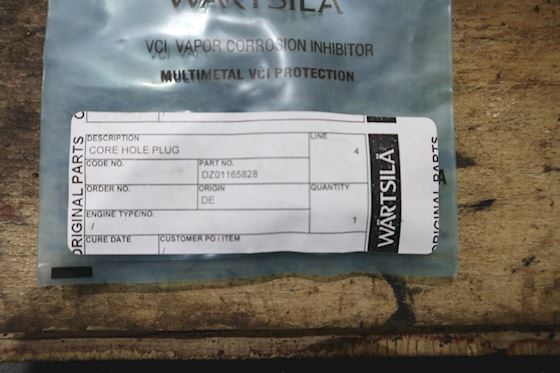 WÄRTSILÄ
VCI, VAPOR CORROSION INHIBITOR
MULTIMETAL VCI PROTECTION
ORIGINAL PARTS
DESCRIPTION
CORE HOLE PLUG
LINE
4
CODE NO.
PART NO.
DZ01165828
ORDER NO.
ORIGIN
DE
QUANTITY
1
ENGINE TYPE/NO.
/
CURE DATE
CUSTOMER PO / ITEM
/
WÄRTSILÄ
ORIGINAL PARTS